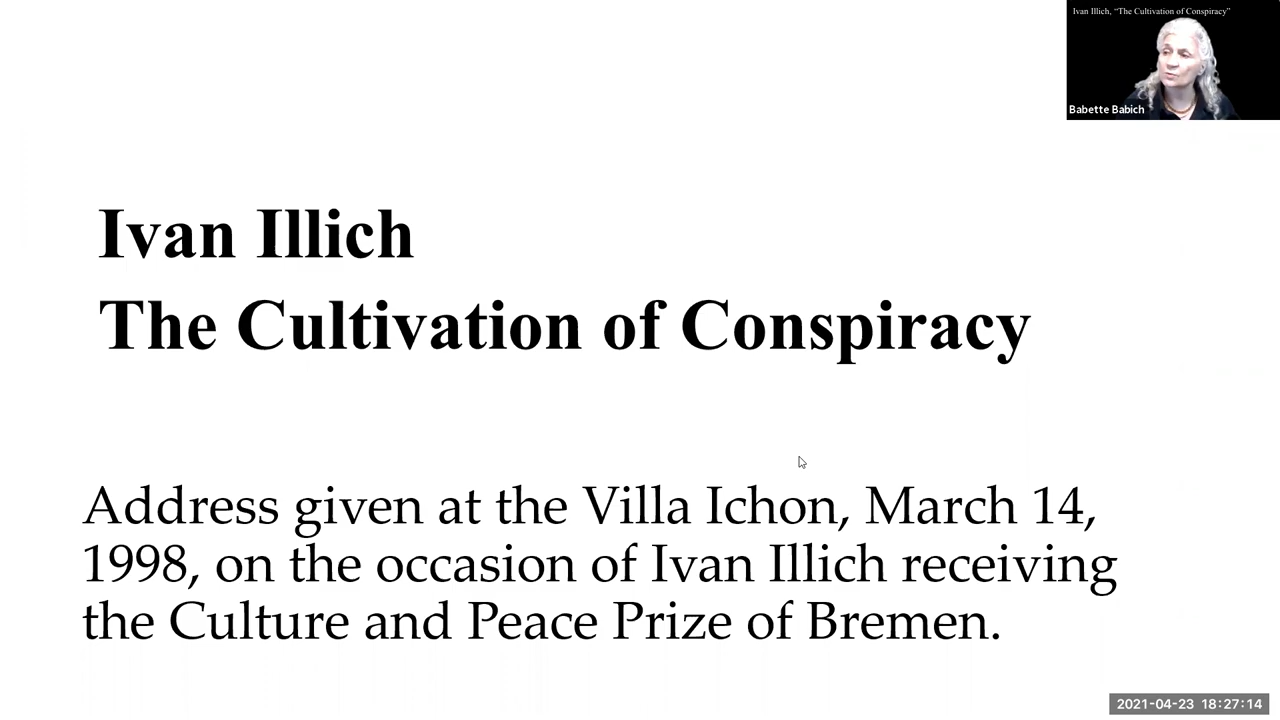 Ivan Illich, “The Cultivation of Conspiracy”
Babette Babich
Ivan Illich
The Cultivation of Conspiracy
Address given at the Villa Ichon, March 14,
1998, on the occasion of Ivan Illich receiving
the Culture and Peace Prize of Bremen.
2021-04-23 18:27:14